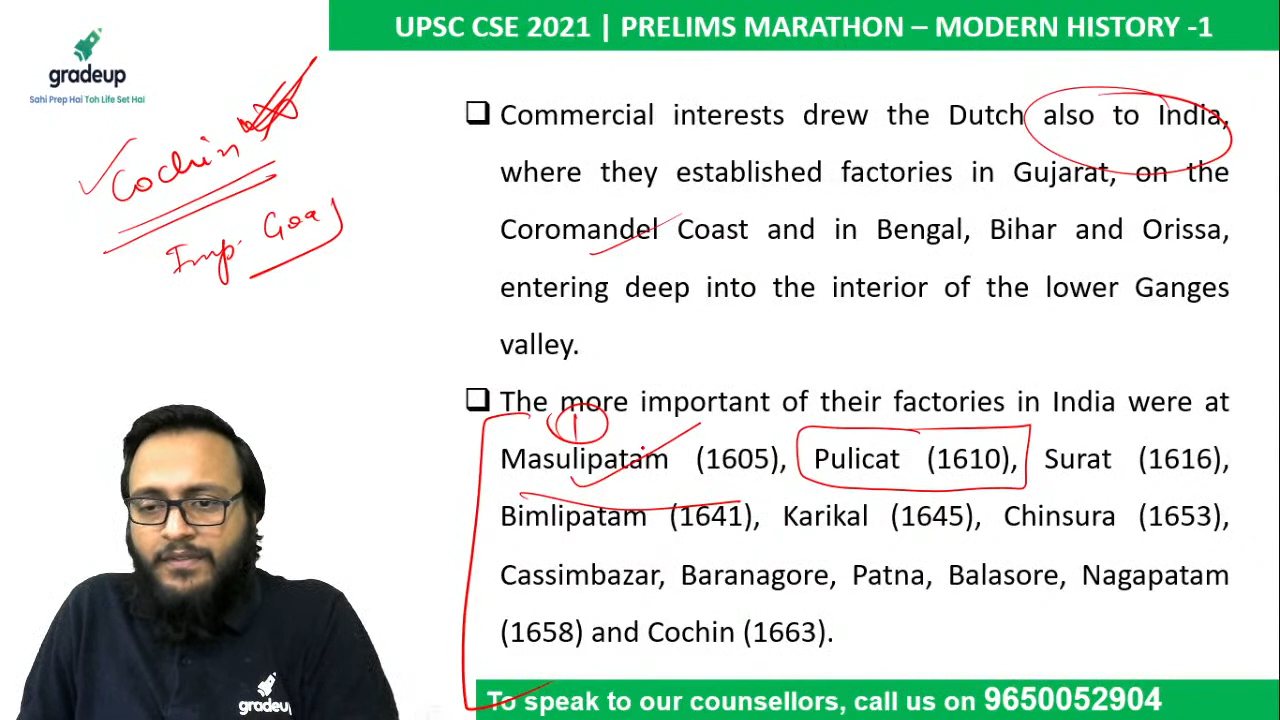 UPSC CSE 2021 | PRELIMS MARATHON – MODERN HISTORY -1
gradeup
Sahi Prep Hai Toh Life Set Hai
Cochin
Imp. Goa
Commercial interests drew the Dutch also to India,
where they established factories in Gujarat, on the
Coromandel Coast and in Bengal, Bihar and Orissa,
entering deep into the interior of the lower Ganges
valley.
The more important of their factories in India were at
1
Masulipatam (1605), Pulicat (1610), Surat (1616),
Bimlipatam (1641), Karikal (1645), Chinsura (1653),
Cassimbazar, Baranagore, Patna, Balasore, Nagapatam
(1658) and Cochin (1663).
gradeup
To speak to our counsellors, call us on 9650052904